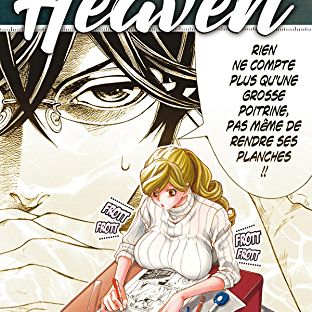 Heaven
RIEN
NE COMPTE
PLUS QU'UNE
GROSSE
POITRINE,
PAS MÊME DE
RENDRE SES
PLANCHES
!!
FROTT
FROTT
FROTT
FROTT